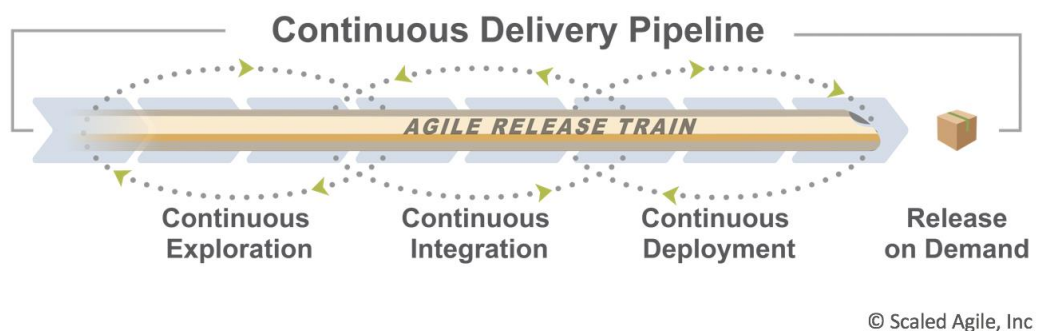 Continuous Delivery Pipeline
AGILE RELEASE TRAIN
Continuous
Exploration
Continuous
Integration
Continuous
Deployment
Release
on Demand
© Scaled Agile, Inc